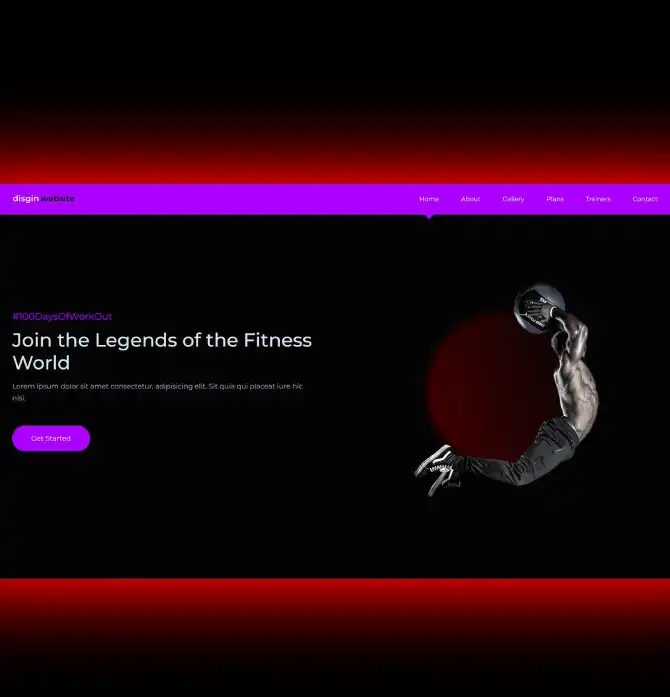 disgin website
Home About Gallery Plans Trainers Contact
#100DaysOfWorkOut
Join the Legends of the Fitness
World
Lorem ipsum dolor sit amet consectetur, adipisicing elit. Sit quia qui placeat iure hic
nisi.
Get Started